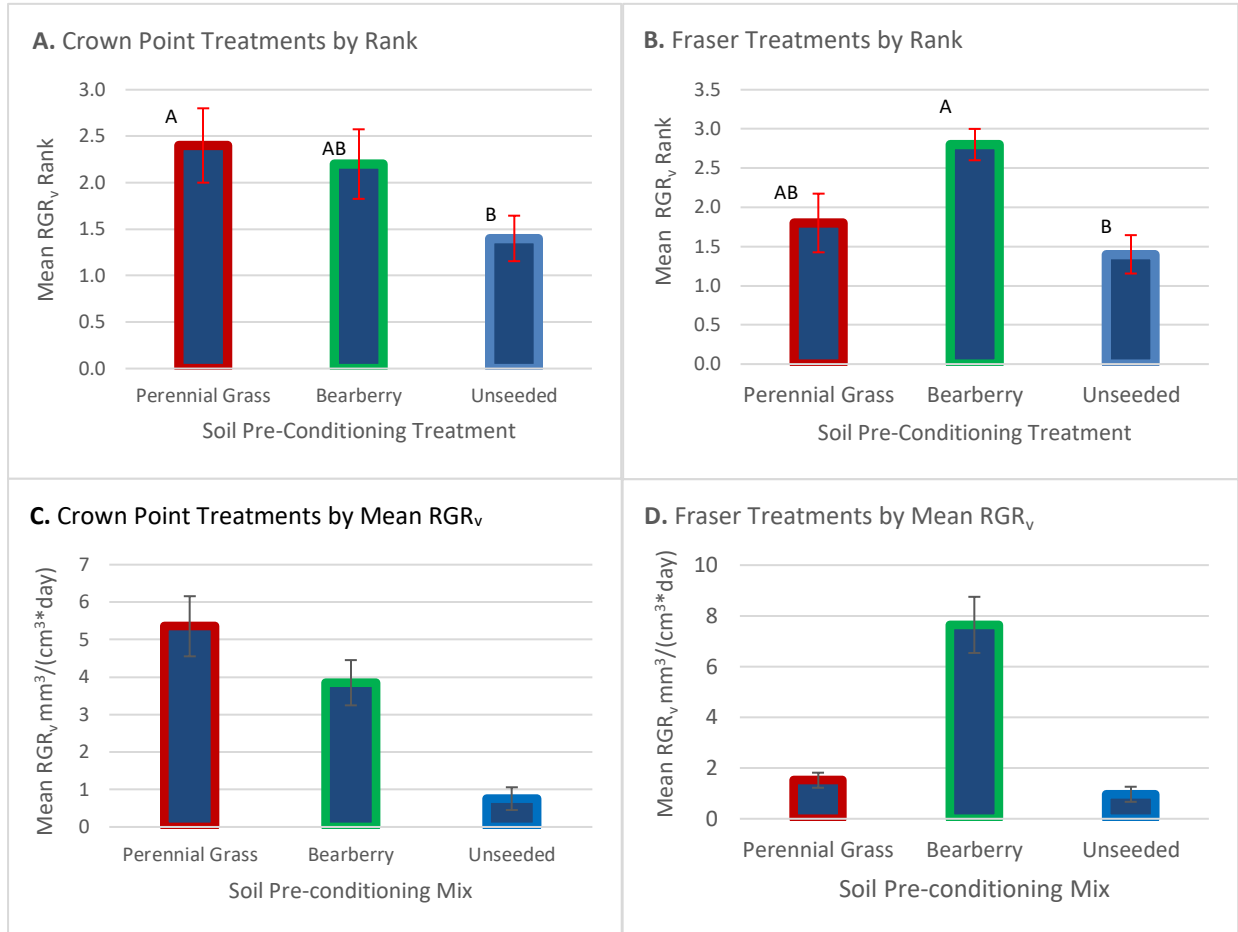 A. Crown Point Treatments by Rank
Mean RGRᵥ Rank
3.0
2.5
2.0
1.5
1.0
0.5
0.0
A
AB
B
Perennial Grass Bearberry Unseeded
Soil Pre-Conditioning Treatment
B. Fraser Treatments by Rank
Mean RGRᵥ Rank
3.5
3.0
2.5
2.0
1.5
1.0
0.5
0.0
AB
A
B
Perennial Grass Bearberry Unseeded
Soil Pre-Conditioning Treatment
C. Crown Point Treatments by Mean RGRᵥ
Mean RGRᵥ mm³/(cm³*day)
7
6
5
4
3
2
1
0
Perennial Grass Bearberry Unseeded
Soil Pre-conditioning Mix
D. Fraser Treatments by Mean RGRᵥ
Mean RGRᵥ mm³/(cm³*day)
10
8
6
4
2
0
Perennial Grass Bearberry Unseeded
Soil Pre-conditioning Mix